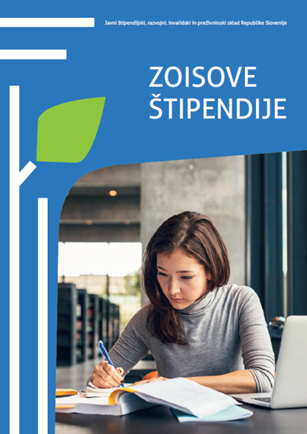 Javni štipendijski, razvojni, invalidski in preživninski sklad Republike Slovenije
ZOISOVE
ŠTIPENDIJE